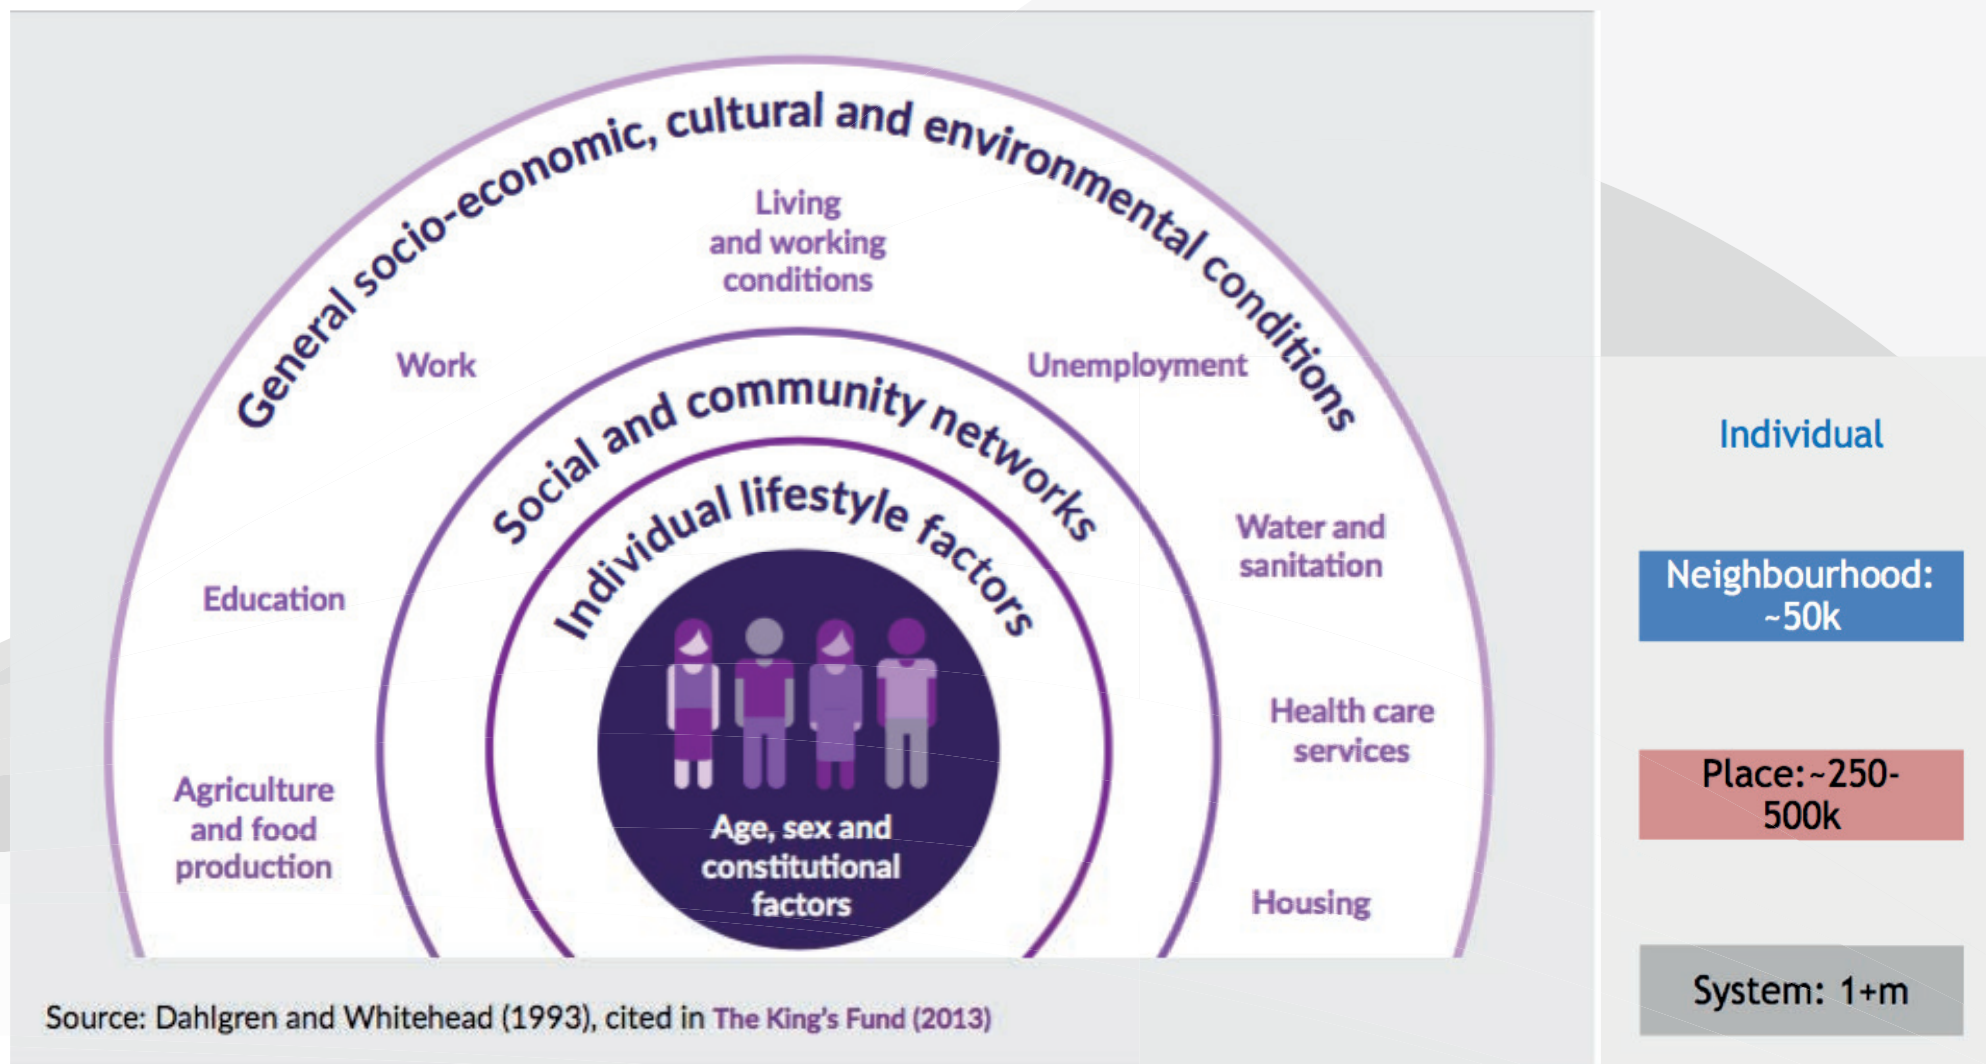 General socio-economic, cultural and environmental conditions
Living
and working
conditions
Work
Unemployment
Social and community networks
Individual lifestyle factors
Education
Water and
sanitation
Agriculture
and food
production
Health care
services
Housing
Age, sex and
constitutional
factors
Source: Dahlgren and Whitehead (1993), cited in The King's Fund (2013)
Individual
Neighbourhood:
~50k
Place:~250-
500k
System: 1+m